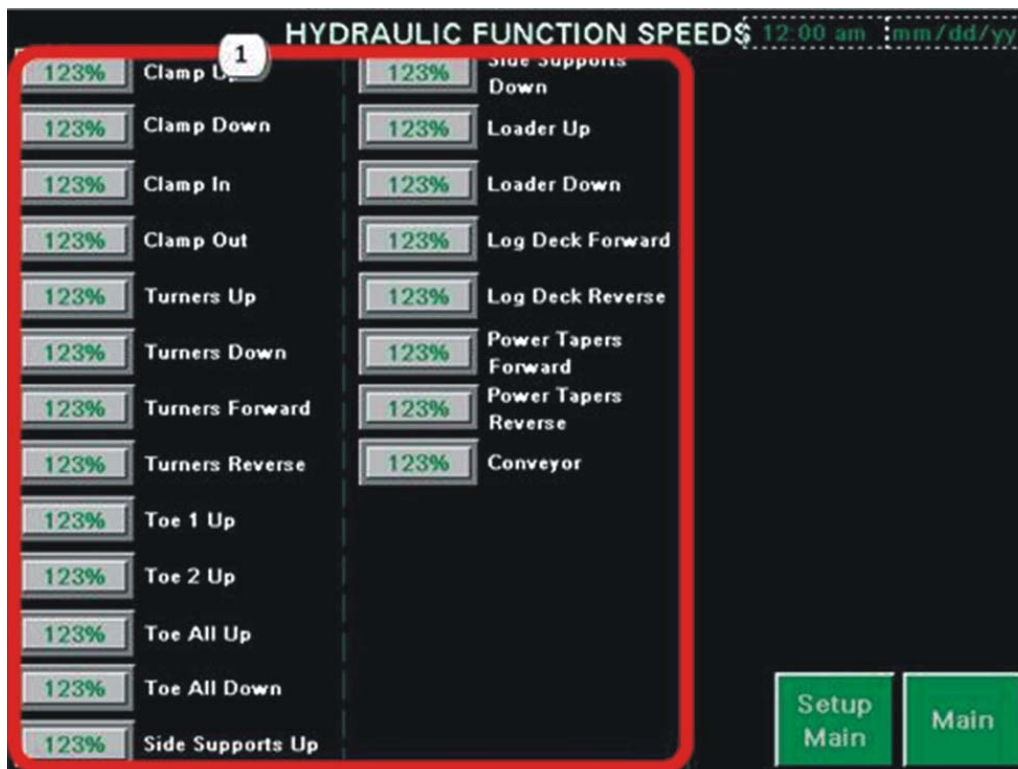 HYDRAULIC FUNCTION SPEEDS 12:00 am mm/dd/yy
1
123% Clamp
123% Clamp Down
123% Clamp In
123% Clamp Out
123% Turners Up
123% Turners Down
123% Turners Forward
123% Turners Reverse
123% Toe 1 Up
123% Toe 2 Up
123% Toe All Up
123% Toe All Down
123% Side Supports Up
123% Side Supports
Down
123% Loader Up
123% Loader Down
123% Log Deck Forward
123% Log Deck Reverse
123% Power Tapers
Forward
123% Power Tapers
Reverse
123% Conveyor
Setup
Main
Main